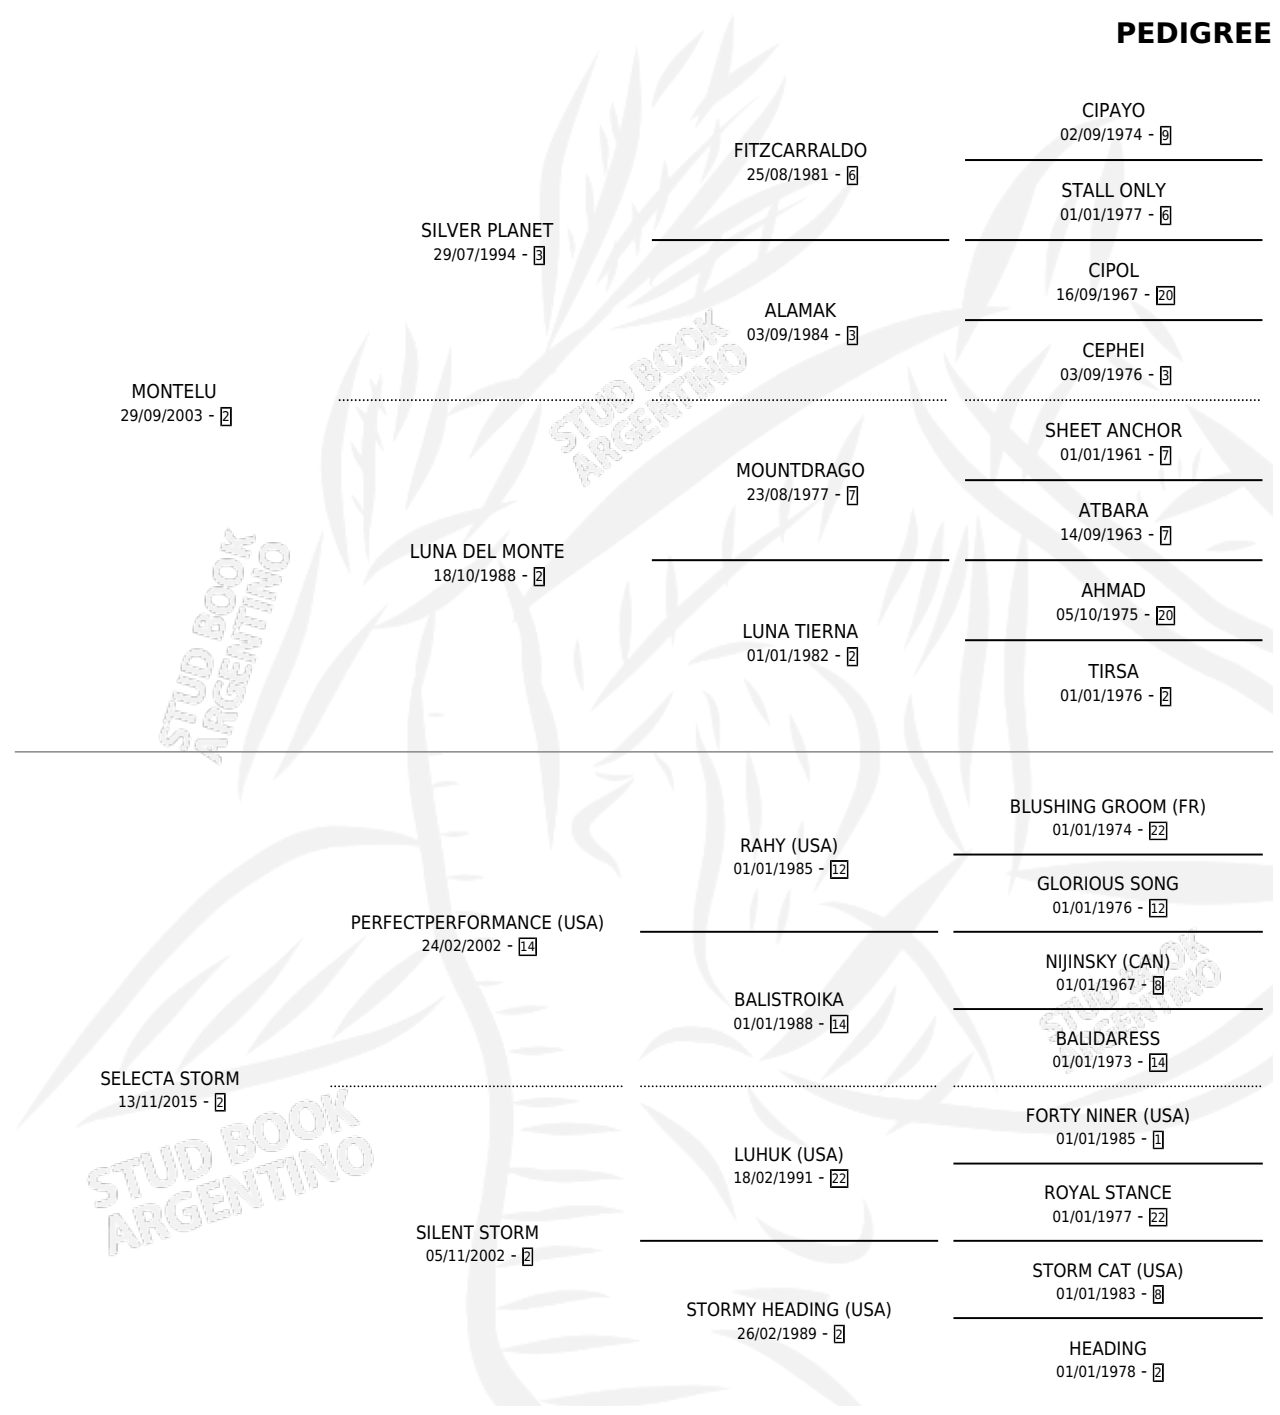 PEDIGREE
CIPAYO
02/09/1974 - 9
FITZCARRALDO
25/08/1981 - 6
STALL ONLY
01/01/1977 - 6
SILVER PLANET
29/07/1994 - 3
CIPOL
16/09/1967 - 20
ALAMAK
03/09/1984 - 3
CEPHEI
03/09/1976 - 3
MONTELU
29/09/2003 - 2
STUD BOOK
ARGENTINO
SHEET ANCHOR
01/01/1961 - 7
MOUNTDRAGO
23/08/1977 - 7
ATBARA
14/09/1963 - 7
LUNA DEL MONTE
18/10/1988 - 2
AHMAD
05/10/1975 - 20
LUNA TIERNA
01/01/1982 - 2
TIRSA
01/01/1976 - 2
STUD BOOK
ARGENTINO
BLUSHING GROOM (FR)
01/01/1974 - 22
RAHY (USA)
01/01/1985 - 12
GLORIOUS SONG
01/01/1976 - 12
PERFECTPERFORMANCE (USA)
24/02/2002 - 14
NIJINSKY (CAN)
01/01/1967 - 8
BALISTROIKA
01/01/1988 - 14
BALIDARESS
01/01/1973 - 14
STUD BOOK
ARGENTINO
SELECTA STORM
13/11/2015 - 2
FORTY NINER (USA)
01/01/1985 - 1
LUHUK (USA)
18/02/1991 - 22
ROYAL STANCE
01/01/1977 - 22
STUD BOOK
ARGENTINO
SILENT STORM
05/11/2002 - 2
STORM CAT (USA)
01/01/1983 - 8
STORMY HEADING (USA)
26/02/1989 - 2
HEADING
01/01/1978 - 2